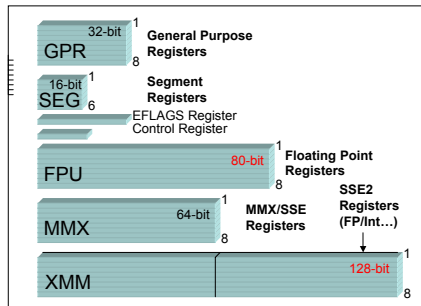 32-bit
1
GPR
8
General Purpose
Registers
16-bit
1
SEG
6
Segment
Registers
EFLAGS Register
Control Register
80-bit
1
FPU
8
Floating Point
Registers
64-bit
1
MMX
8
MMX/SSE
Registers
SSE2
Registers
(FP/Int...)
1
128-bit
XMM
8